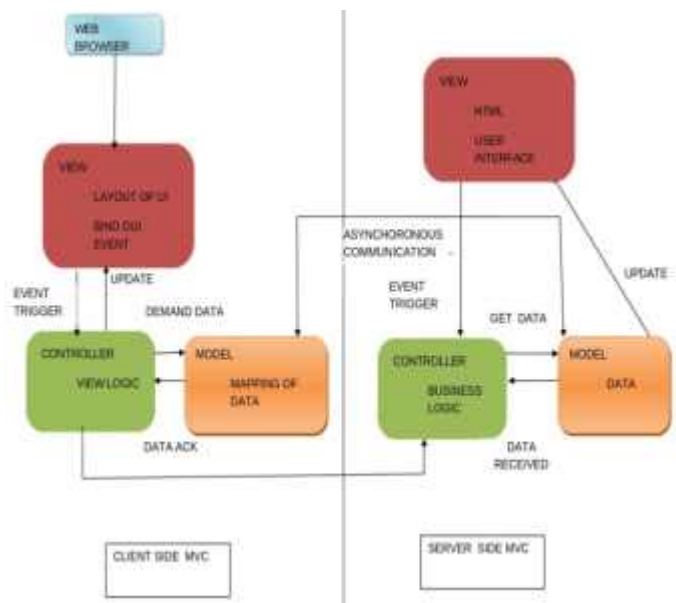 WEB
BROWSER
VIEW
LAYOUT OF UI
BIND GUI
EVENT
EVENT
TRIGGER
UPDATE
DEMAND DATA
CONTROLLER
VIEW LOGIC
MODEL
MAPPING OF
DATA
DATA ACK
CLIENT SIDE MVC
VIEW
HTML
USER
INTERFACE
ASYNCHORONOUS
COMMUNICATION -
EVENT
TRIGGER
UPDATE
GET DATA
CONTROLLER
BUSINESS
LOGIC
MODEL
DATA
DATA
RECEIVED
SERVER SIDE MVC